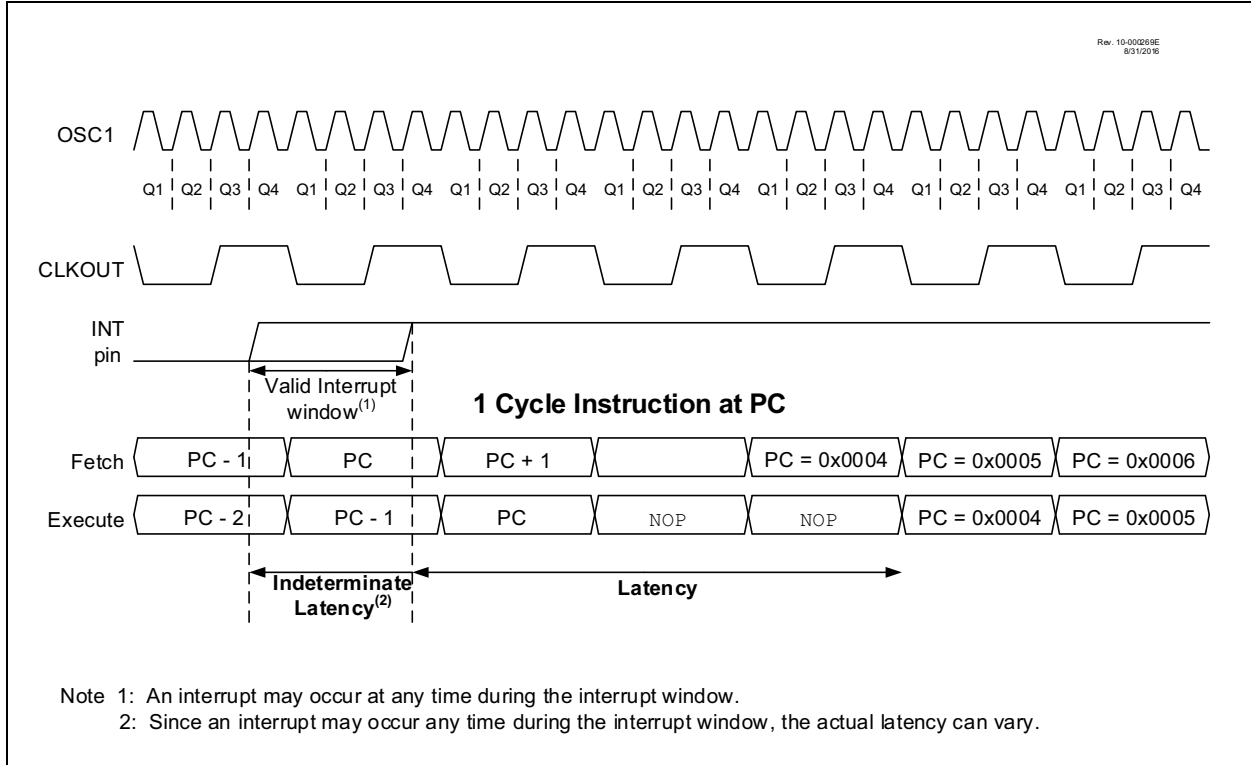 Rev. 10-000269E
8/31/2016
OSC1
Q1 Q2 Q3 Q4 Q1 Q2 Q3 Q4 Q1 Q2 Q3 Q4 Q1 Q2 Q3 Q4 Q1 Q2 Q3 Q4 Q1 Q2 Q3 Q4 Q1 Q2 Q3 Q4
CLKOUT
INT
pin
Valid Interrupt
window(1)
1 Cycle Instruction at PC
Fetch PC - 1 PC PC + 1 PC = 0x0004 PC = 0x0005 PC = 0x0006
Execute PC - 2 PC - 1 PC NOP NOP PC = 0x0004 PC = 0x0005
Indeterminate
Latency(2)
Latency
Note 1: An interrupt may occur at any time during the interrupt window.
2: Since an interrupt may occur any time during the interrupt window, the actual latency can vary.